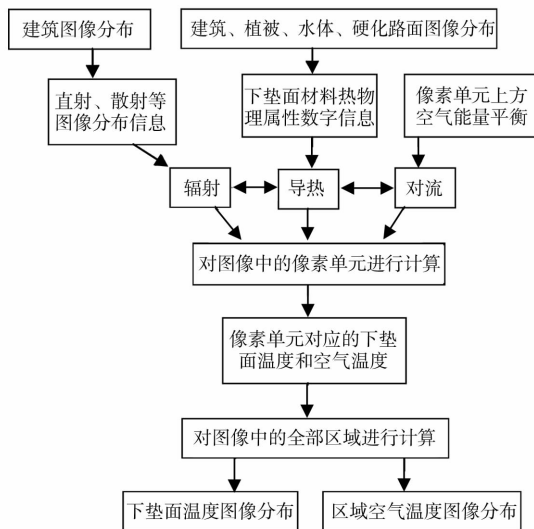 建筑图像分布
建筑、植被、水体、硬化路面图像分布
直射、散射等
图像分布信息
下垫面材料热物
理属性数字信息
像素单元上方
空气能量平衡
辐射
导热
对流
对图像中的像素单元进行计算
像素单元对应的下垫
面温度和空气温度
对图像中的全部区域进行计算
下垫面温度图像分布
区域空气温度图像分布